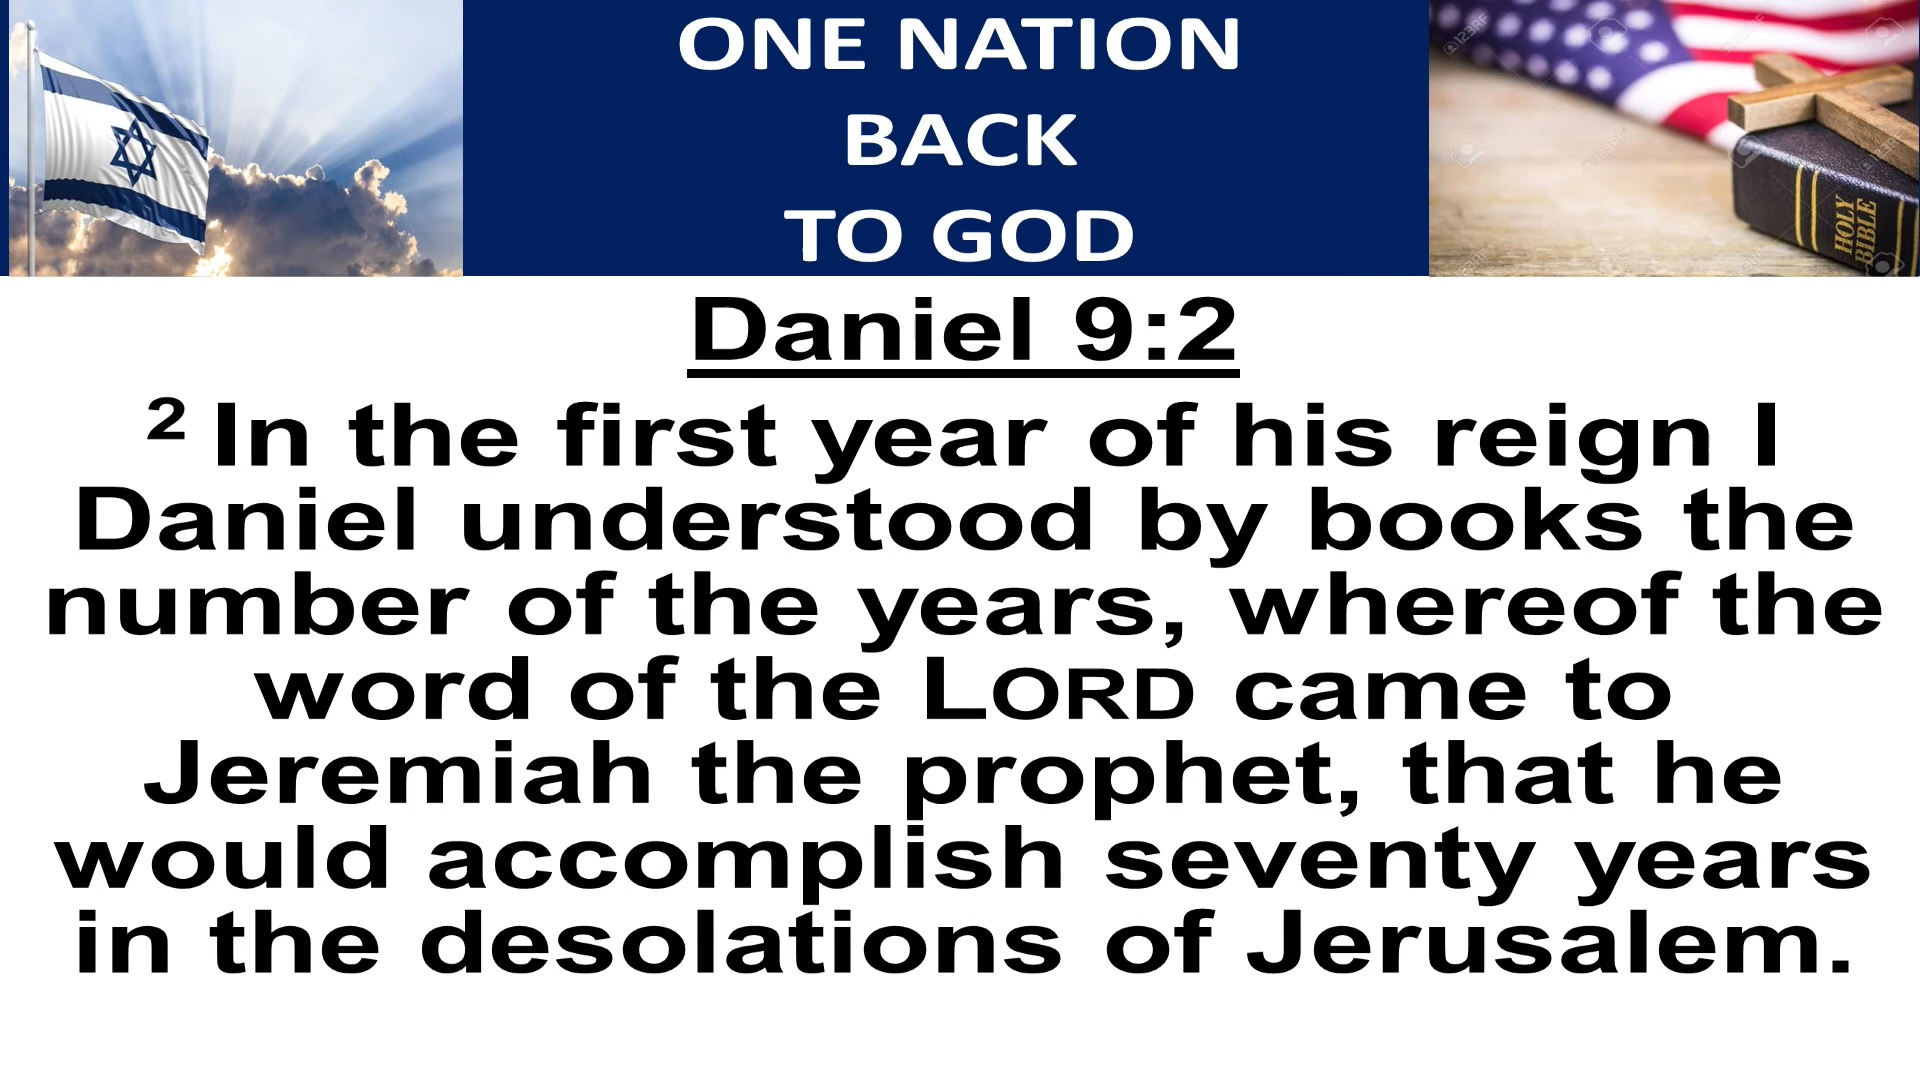 ONE NATION
BACK
TO GOD
HOLY
BIBLE
Daniel 9:2
2 In the first year of his reign I
Daniel understood by books the
number of the years, whereof the
word of the LORD came to
Jeremiah the prophet, that he
would accomplish seventy years
in the desolations of Jerusalem.
123RF